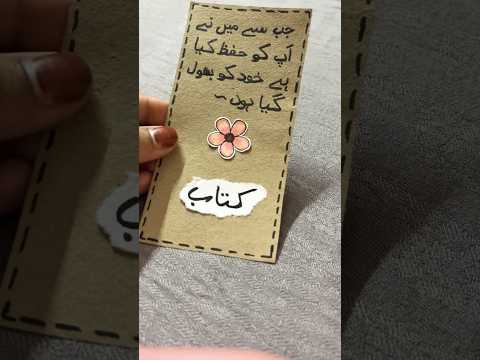 جب سے میں نے
آپ کو حفظ کیا
ہے خود کو بھول
گیا ہوں ~
کتاب